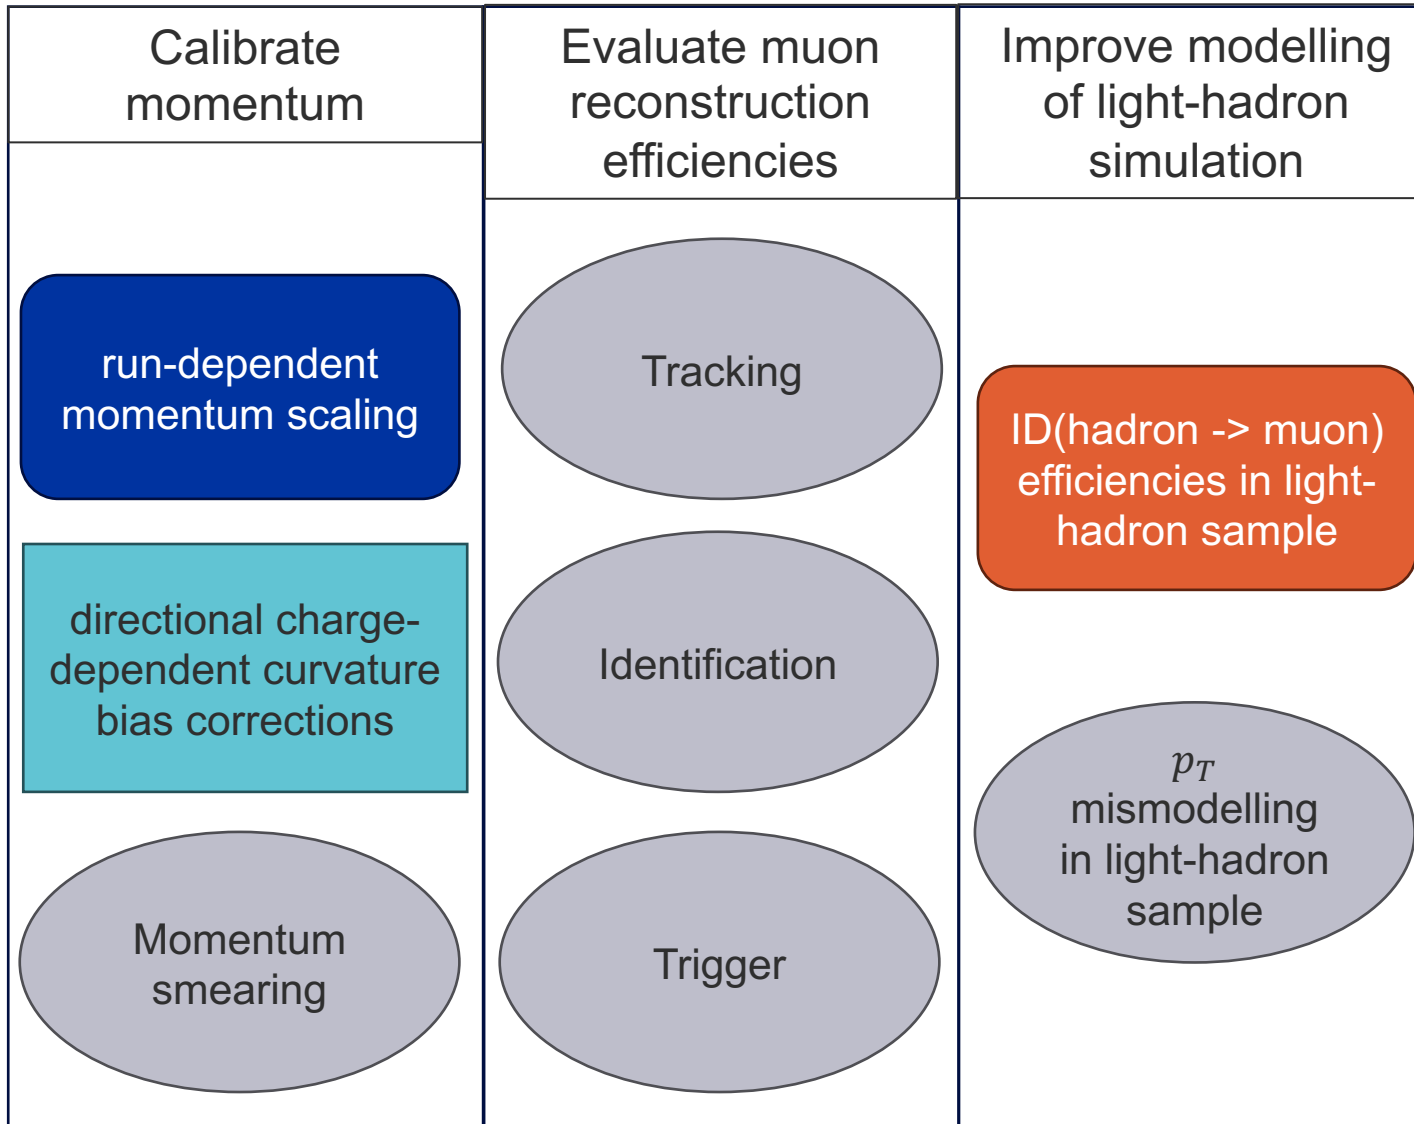 Calibrate
momentum
Evaluate muon
reconstruction
efficiencies
Improve modelling
of light-hadron
simulation
run-dependent
momentum scaling
directional charge-
dependent curvature
bias corrections
Momentum
smearing
Tracking
Identification
Trigger
ID(hadron -> muon)
efficiencies in light-
hadron sample
p_T
mismodelling
in light-hadron
sample